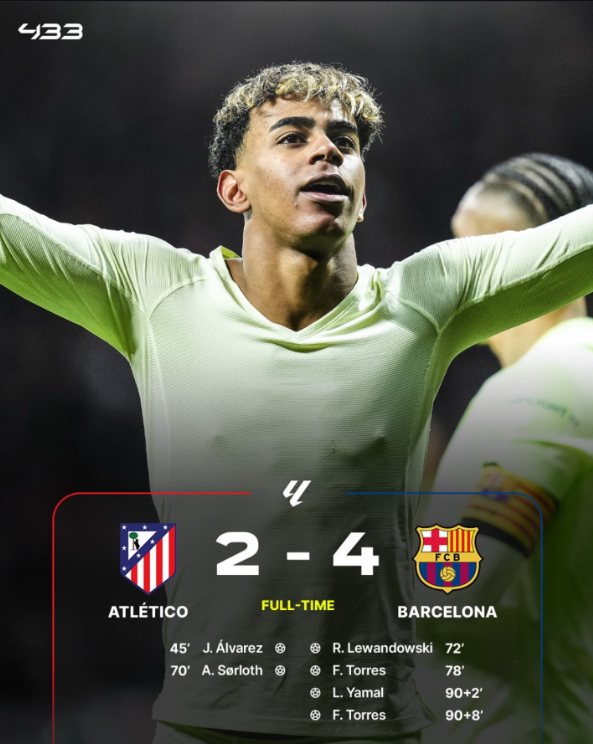 433
2 - 4
FCB
FULL-TIME
ATLÉTICO
BARCELONA
45’ J. Álvarez
R. Lewandowski 72’
70’ A. Sørloth
F. Torres 78’
L. Yamal 90+2’
F. Torres 90+8’